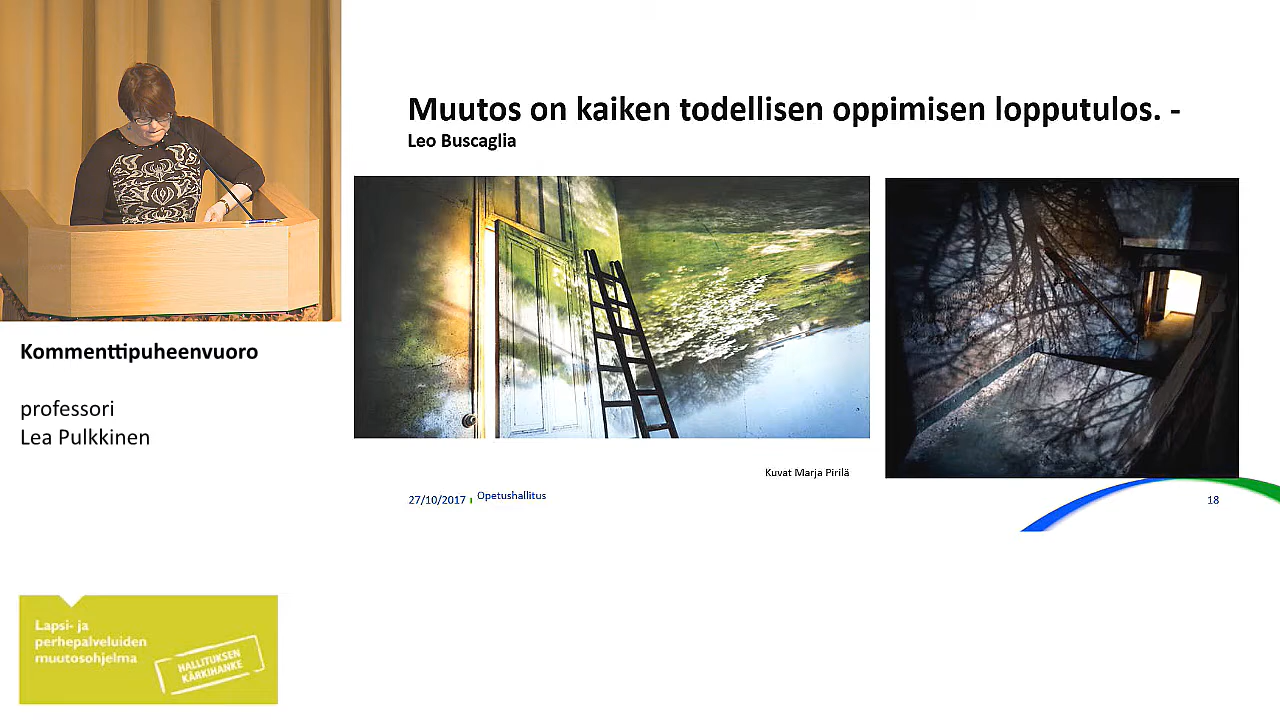 Muutos on kaiken todellisen oppimisen lopputulos. -
Leo Buscaglia
Kommenttipuheenvuoro
professori
Lea Pulkkinen
Kuvat Marja Pirilä
27/10/2017
Opetushallitus
18
Lapsi- ja
perhepalveluiden
muutosohjelma
HALLITUKSEN
KÄRKIHANKE